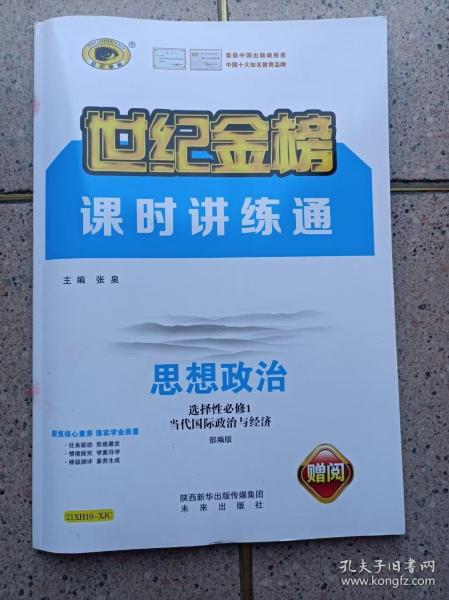 荣获中国出版政府奖
中国十大知名教育品牌
世纪金榜
课时讲练通
主编 张泉
思想政治
选择性必修1
当代国际政治与经济
部编版
聚焦核心素养 落实学业质量
·任务驱动 思维激发
·情境探究 学案导学
·梯级测评 素养生成
赠阅
陕西新华出版传媒集团
未来出版社
21XH10-XJC
孔夫子旧书网
www.kongfz.com